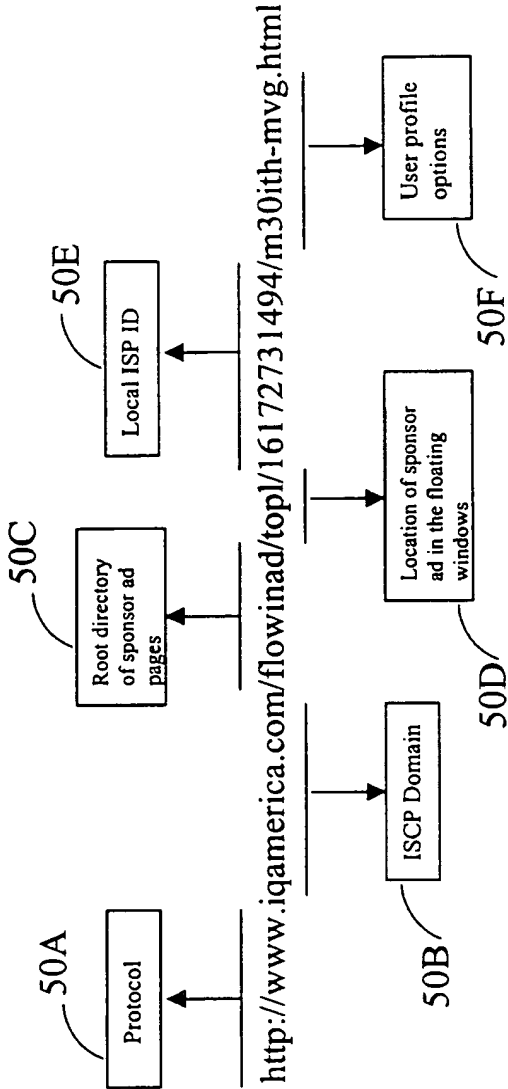 50A
Protocol
50C
Root directory
of sponsor ad
pages
50E
Local ISP ID
http://www.iqamerica.com/flowinad/topl/16172731494/m30ith-mvg.html
ISCP Domain
50B
Location of sponsor
ad in the floating
windows
50D
User profile
options
50F